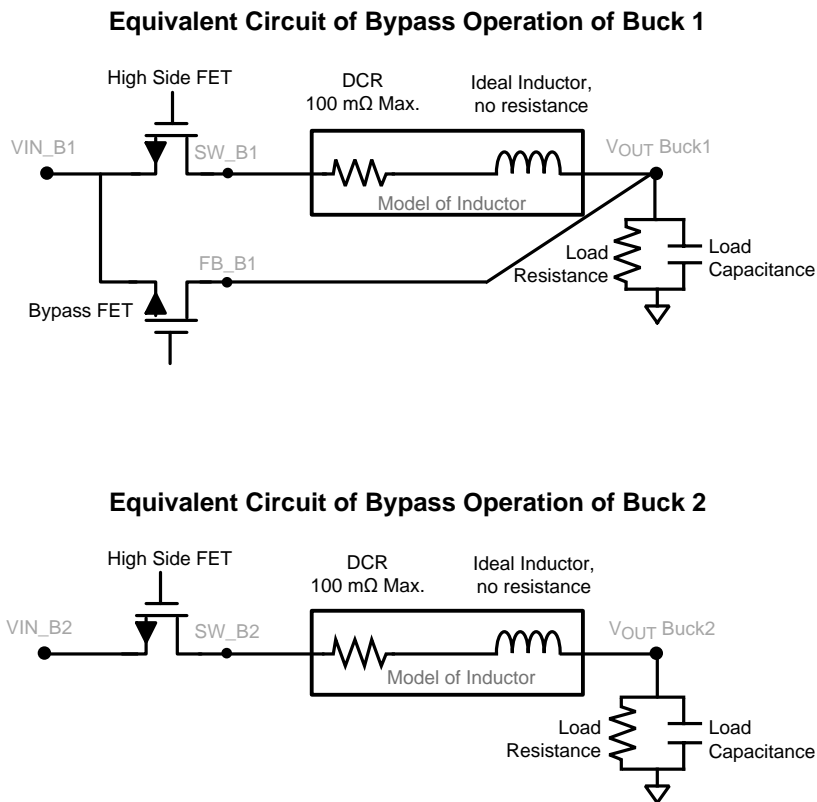 Equivalent Circuit of Bypass Operation of Buck 1
High Side FET
DCR
100 mΩ Max.
Ideal Inductor,
no resistance
VIN_B1
SW_B1
VOUT Buck1
Model of Inductor
FB_B1
Bypass FET
Load
Resistance
Load
Capacitance
Equivalent Circuit of Bypass Operation of Buck 2
High Side FET
DCR
100 mΩ Max.
Ideal Inductor,
no resistance
VIN_B2
SW_B2
VOUT Buck2
Model of Inductor
Load
Resistance
Load
Capacitance